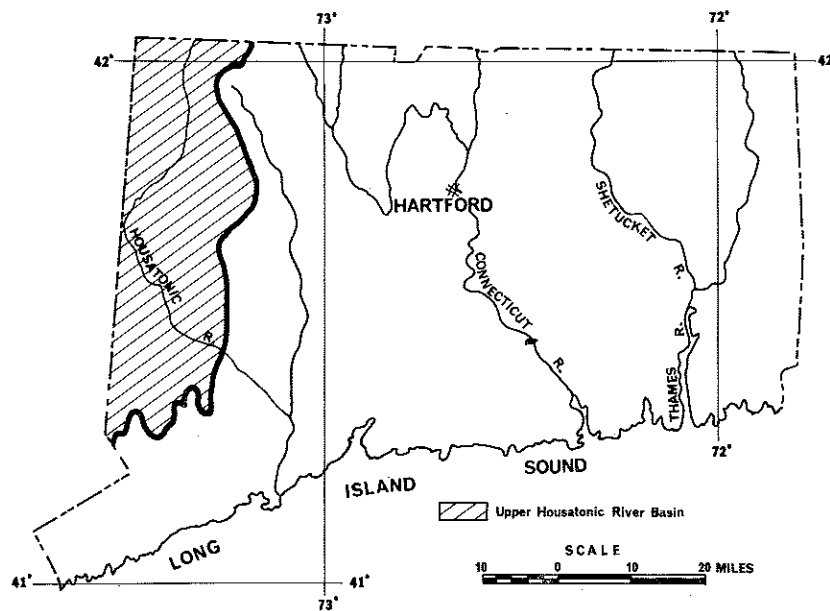 73°
72°
42°
42
HARTFORD
HOUSATONIC
R.
CONNECTICUT
R.
SHETUCKET
R.
THAMES
R.
72°
LONG
ISLAND
SOUND
Upper Housatonic River Basin
SCALE
10 0 10 20 MILES
41°
41°
73°